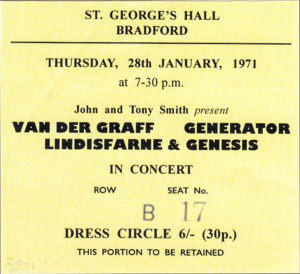 ST. GEORGE'S HALL
BRADFORD
THURSDAY, 28th JANUARY, 1971
at 7-30 p.m.
John and Tony Smith present
VAN DER GRAFF GENERATOR
LINDISFARNE & GENESIS
IN CONCERT
ROW SEAT No.
B 17
DRESS CIRCLE 6/- (30p.)
THIS PORTION TO BE RETAINED